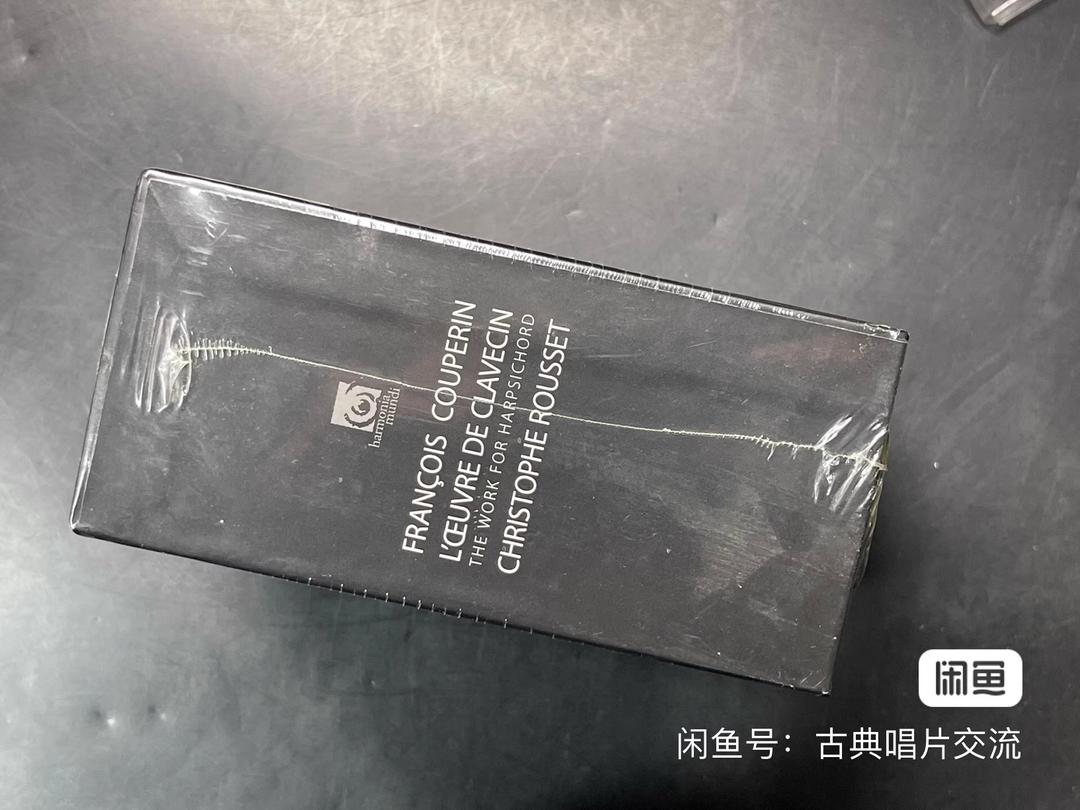 FRANÇOIS COUPERIN
L'ŒUVRE DE CLAVECIN
THE WORK FOR HARPSICHORD
CHRISTOPHE ROUSSET
harmonia
mundi
闲鱼
闲鱼号：古典唱片交流